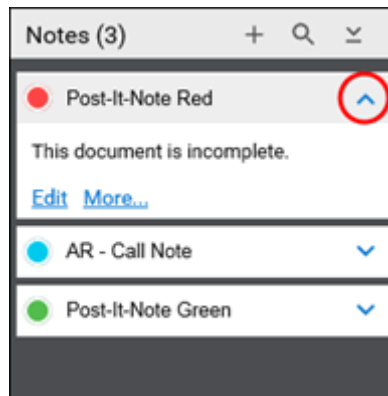 Notes (3)
Post-It-Note Red
This document is incomplete.
Edit More...
AR - Call Note
Post-It-Note Green